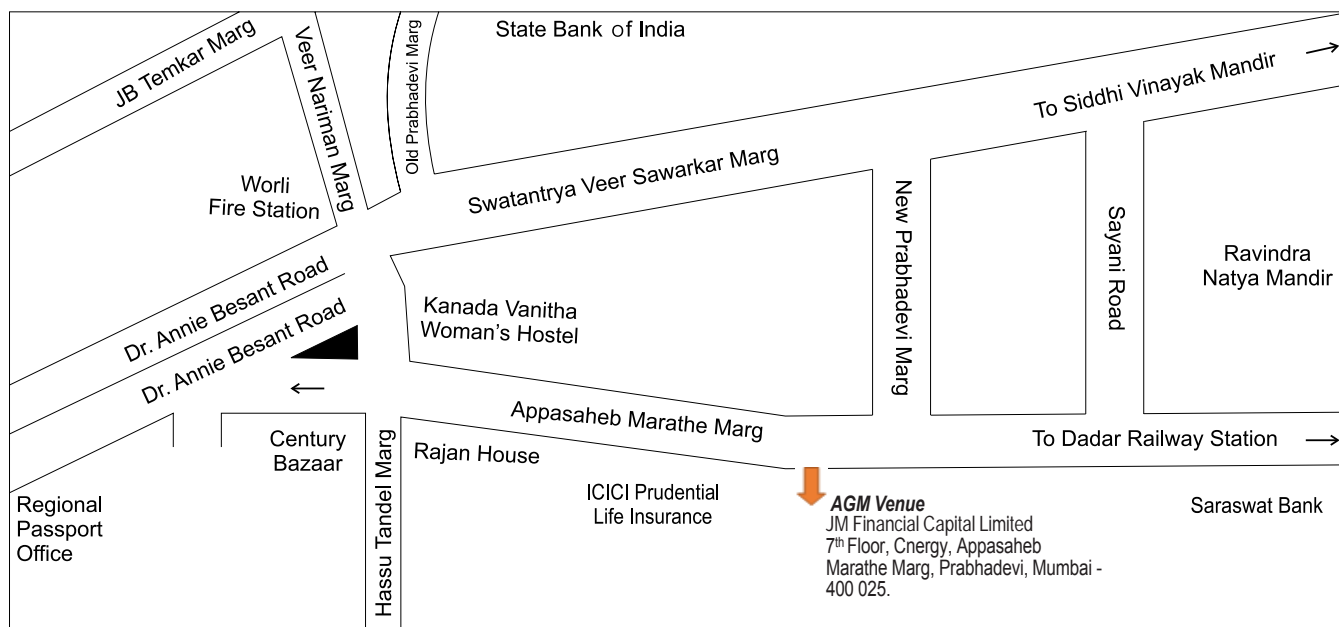 State Bank of India
JB Temkar Marg
Veer Nariman Marg
Old Prabhadevi Marg
To Siddhi Vinayak Mandir
Swatantrya Veer Sawarkar Marg
Worli
Fire Station
New Prabhadevi Marg
Sayani Road
Ravindra
Natya Mandir
Dr. Annie Besant Road
Dr. Annie Besant Road
Kanada Vanitha
Woman's Hostel
Appasaheb Marathe Marg
To Dadar Railway Station
Century
Bazaar
Hassu Tandel Marg
Rajan House
ICICI Prudential
Life Insurance
Regional
Passport
Office
AGM Venue
JM Financial Capital Limited
7th Floor, Cnergy, Appasaheb
Marathe Marg, Prabhadevi, Mumbai -
400 025.
Saraswat Bank